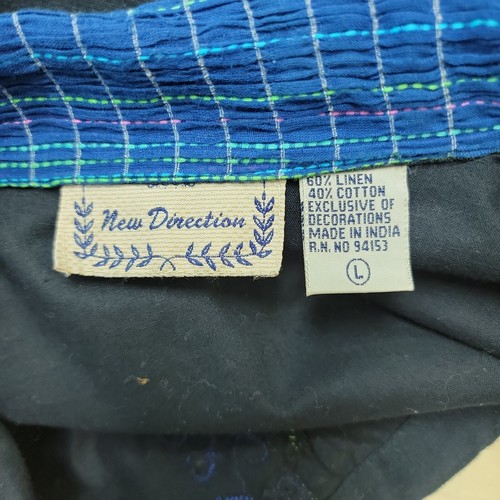 New Direction
60% LINEN
40% COTTON
EXCLUSIVE OF
DECORATIONS
MADE IN INDIA
R.N. NO 94153
L